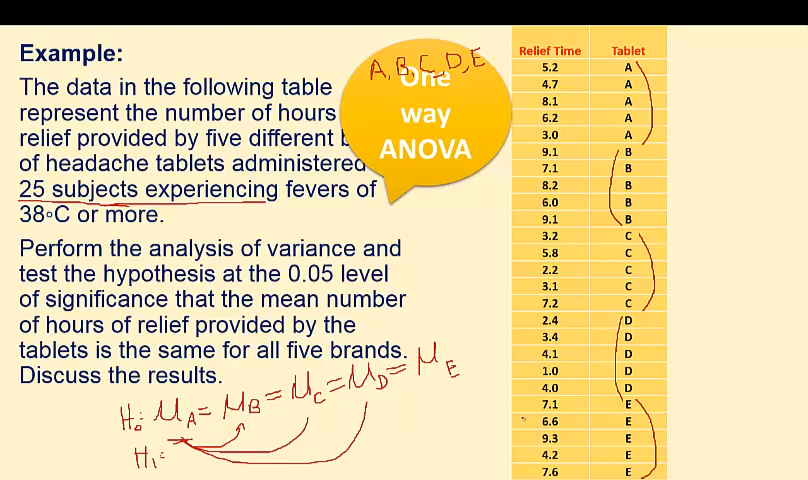 Example:
The data in the following table
represent the number of hours
relief provided by five different
of headache tablets administered
25 subjects experiencing fevers of
38°C or more.
Perform the analysis of variance and
test the hypothesis at the 0.05 level
of significance that the mean number
of hours of relief provided by the
tablets is the same for all five brands.
Discuss the results.
H₀: μA = μB = μC = μD = μE
H₁:
A, B, C, D, E
One
way
ANOVA
Relief Time Tablet
5.2 A
4.7 A
8.1 A
6.2 A
3.0 A
9.1 B
7.1 B
8.2 B
6.0 B
9.1 B
3.2 C
5.8 C
2.2 C
3.1 C
7.2 C
2.4 D
3.4 D
4.1 D
1.0 D
4.0 D
7.1 E
6.6 E
9.3 E
4.2 E
7.6 E